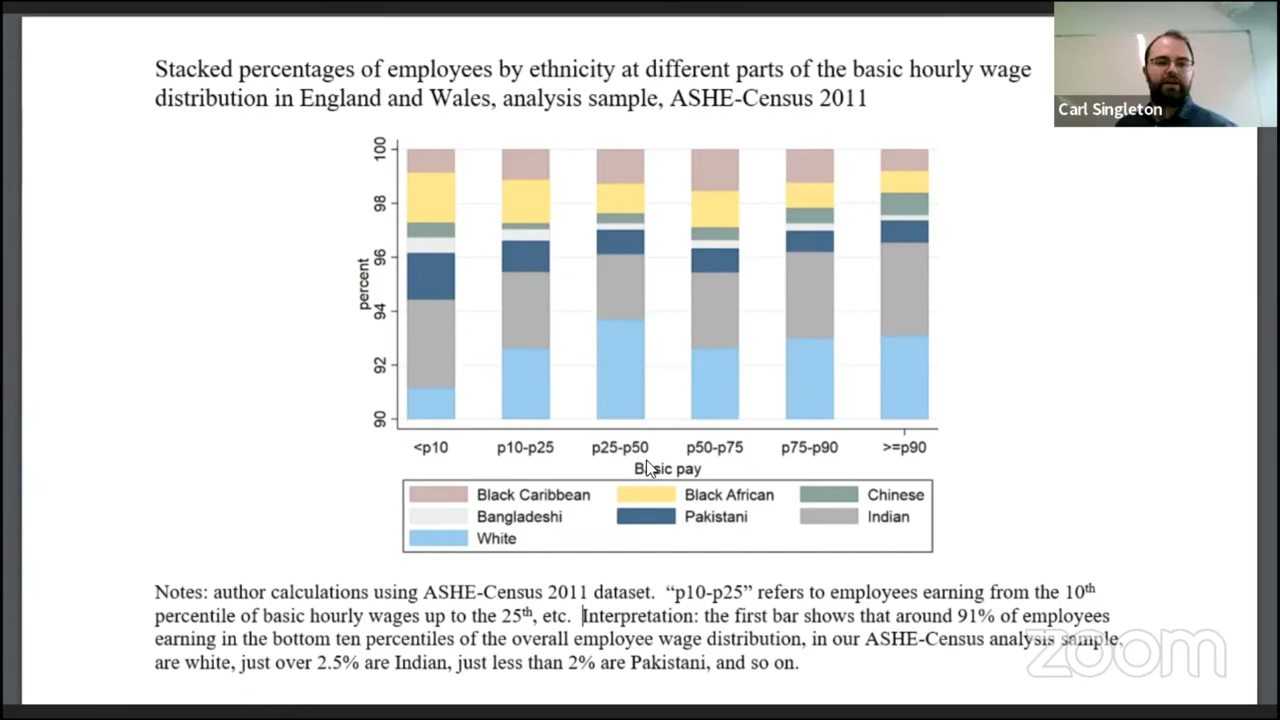 Stacked percentages of employees by ethnicity at different parts of the basic hourly wage
distribution in England and Wales, analysis sample, ASHE-Census 2011
Carl Singleton
100
98
96
94
92
90
percent
<p10
p10-p25
p25-p50
p50-p75
p75-p90
>=p90
Basic pay
Black Caribbean
Black African
Chinese
Bangladeshi
Pakistani
Indian
White
Notes: author calculations using ASHE-Census 2011 dataset. “p10-p25” refers to employees earning from the 10th
percentile of basic hourly wages up to the 25th, etc. Interpretation: the first bar shows that around 91% of employees
earning in the bottom ten percentiles of the overall employee wage distribution, in our ASHE-Census analysis sample,
are white, just over 2.5% are Indian, just less than 2% are Pakistani, and so on.
zoom